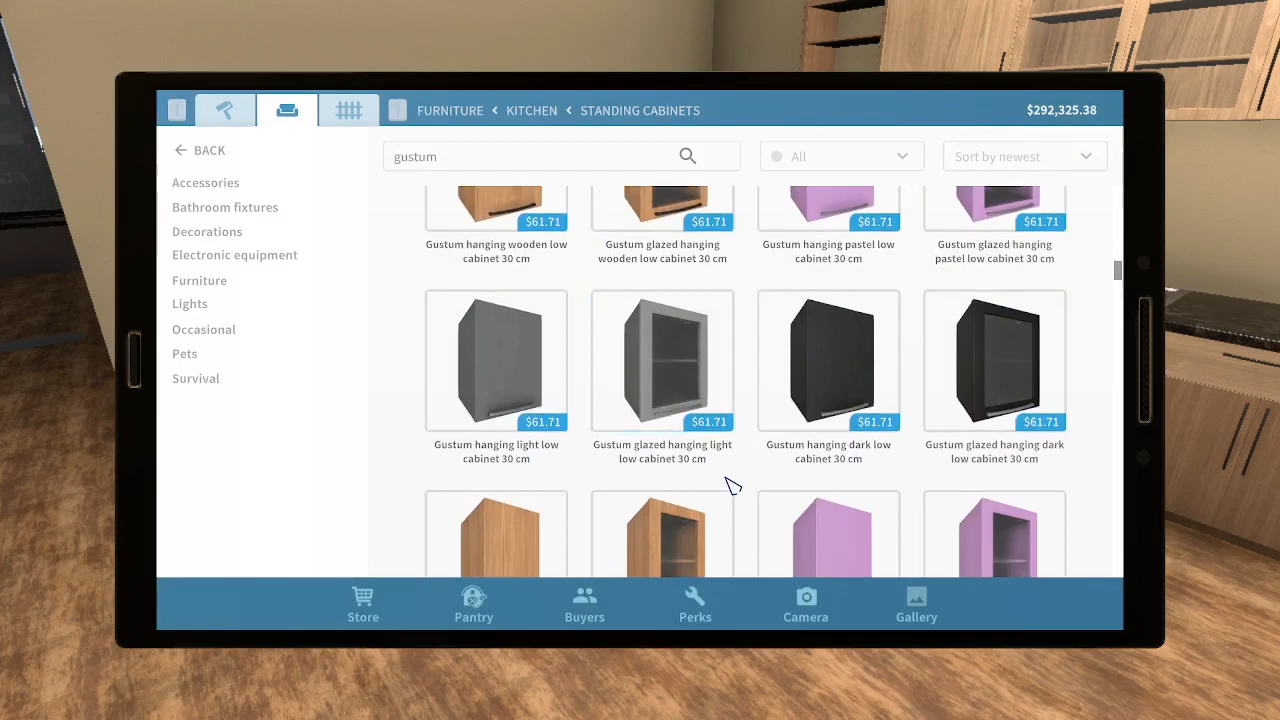 FURNITURE < KITCHEN < STANDING CABINETS
$292,325.38
BACK
gustum
All
Sort by newest
Accessories
Bathroom fixtures
Decorations
Electronic equipment
Furniture
Lights
Occasional
Pets
Survival
$61.71
$61.71
$61.71
$61.71
Gustum hanging wooden low
cabinet 30 cm
Gustum glazed hanging
wooden low cabinet 30 cm
Gustum hanging pastel low
cabinet 30 cm
Gustum glazed hanging
pastel low cabinet 30 cm
$61.71
$61.71
$61.71
$61.71
Gustum hanging light low
cabinet 30 cm
Gustum glazed hanging light
low cabinet 30 cm
Gustum hanging dark low
cabinet 30 cm
Gustum glazed hanging dark
low cabinet 30 cm
Store
Pantry
Buyers
Perks
Camera
Gallery